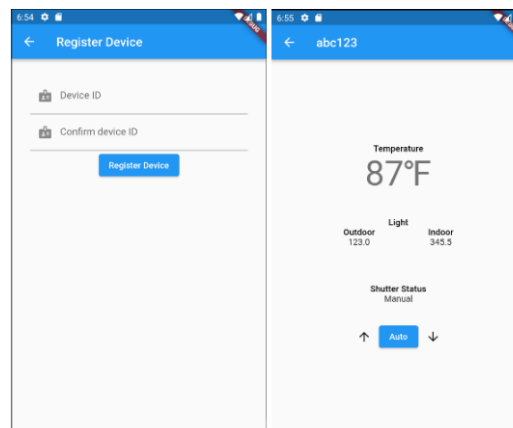 6:54
Register Device
Device ID
Confirm device ID
Register Device
6:55
abc123
Temperature
87°F
Light
Outdoor Indoor
123.0 345.5
Shutter Status
Manual
Auto